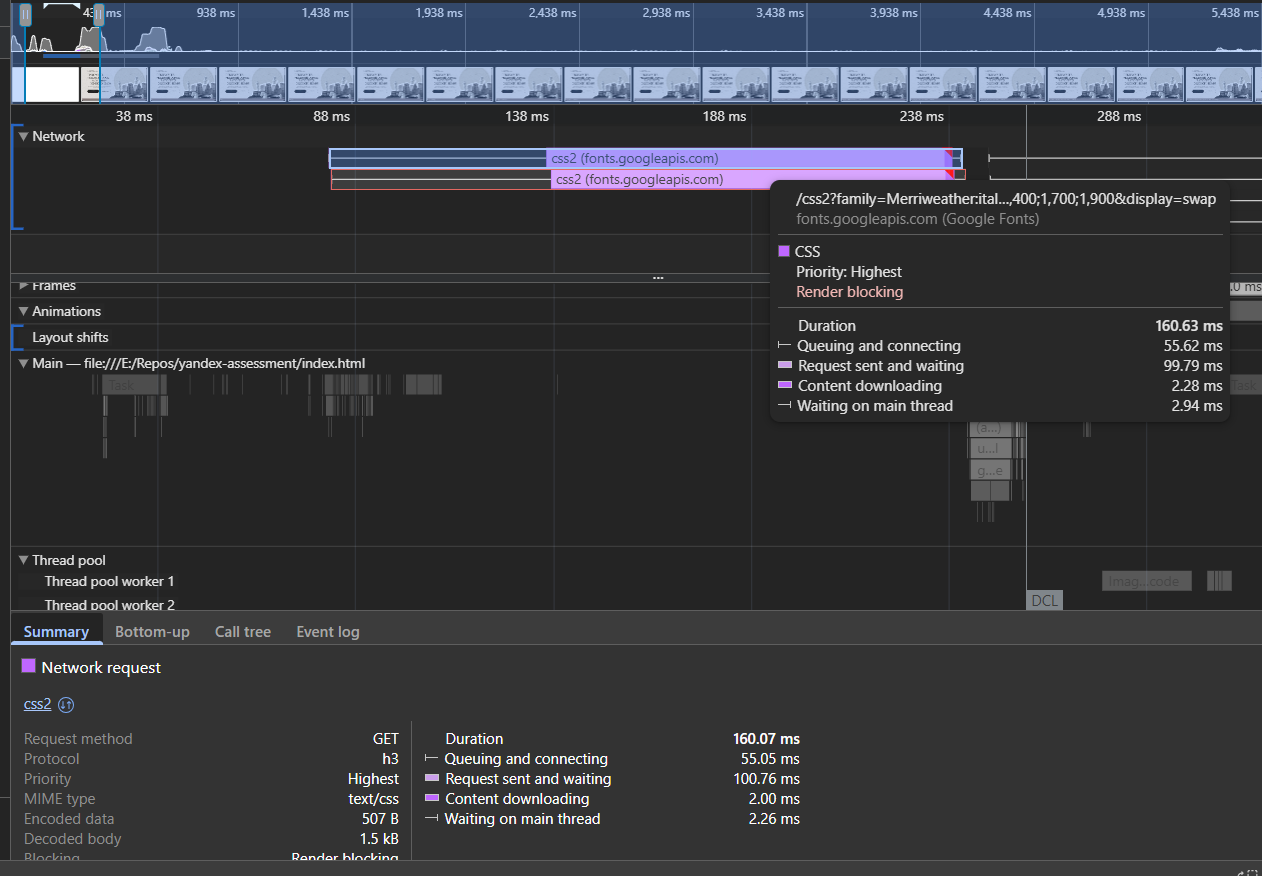 43 ms 938 ms 1,438 ms 1,938 ms 2,438 ms 2,938 ms 3,438 ms 3,938 ms 4,438 ms 4,938 ms 5,438 ms
38 ms 88 ms 138 ms 188 ms 238 ms 288 ms
Network
css2 (fonts.googleapis.com)
css2 (fonts.googleapis.com)
/css2?family=Merriweather:ital...,400;1,700;1,900&display=swap
fonts.googleapis.com (Google Fonts)
CSS
Priority: Highest
Render blocking
Duration 160.63 ms
Queuing and connecting 55.62 ms
Request sent and waiting 99.79 ms
Content downloading 2.28 ms
Waiting on main thread 2.94 ms
...
Frames .0 ms
Animations
Layout shifts
Main — file:///E:/Repos/yandex-assessment/index.html
Task Task
(a...)
u...l
g...e
Thread pool
Thread pool worker 1 Imag...code
Thread pool worker 2 DCL
Summary Bottom-up Call tree Event log
Network request
css2
Request method GET
Protocol h3
Priority Highest
MIME type text/css
Encoded data 507 B
Decoded body 1.5 kB
Blocking Render blocking
Duration 160.07 ms
Queuing and connecting 55.05 ms
Request sent and waiting 100.76 ms
Content downloading 2.00 ms
Waiting on main thread 2.26 ms